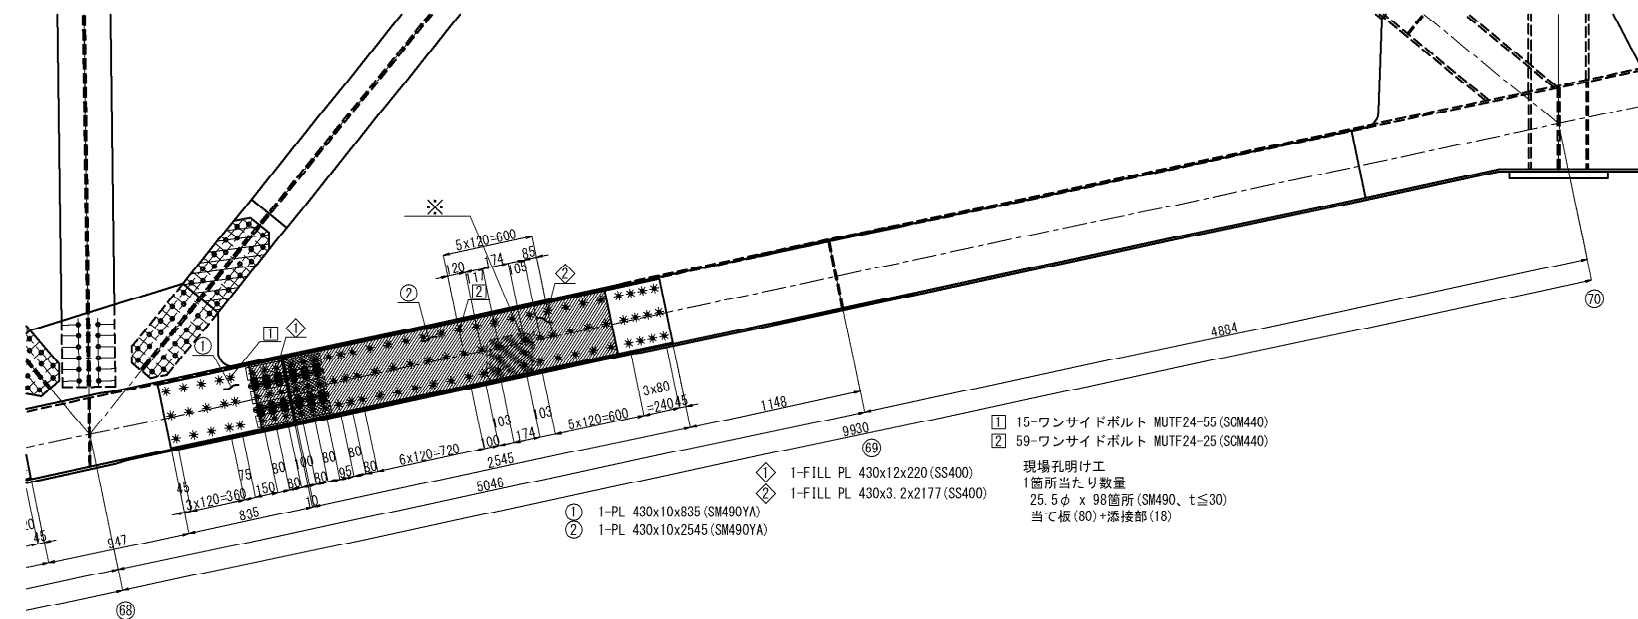 ※
5x120=600
120
174
85
117
105
②
2
2
1
1
①
⑦⓪
4884
3x80
=240
45
1148
9930
⑥⑨
103
103
5x120=600
100
174
6x120=720
2545
5046
80
100
80
80
75
45
3x120=360
150
80
80
95
80
10
835
947
45
⑥⑧
1 15-ワンサイドボルト MUTF24-55(SCM440)
2 59-ワンサイドボルト MUTF24-25(SCM440)
現場孔明け工
1箇所当たり数量
25.5φ x 98箇所(SM490、t≦30)
当て板(80)+添接部(18)
1 1-FILL PL 430x12x220(SS400)
2 1-FILL PL 430x3.2x2177(SS400)
① 1-PL 430x10x835(SM490YA)
② 1-PL 430x10x2545(SM490YA)